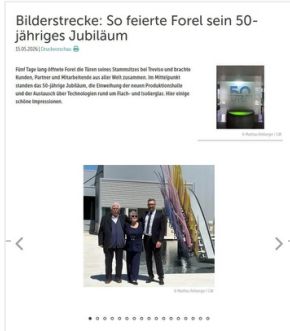 Bilderstrecke: So feierte Forel sein 50-
jähriges Jubiläum
15.05.2026 | Druckvorschau
Fünf Tage lang öffnete Forel die Türen seines Stammsitzes bei Treviso und brachte
Kunden, Partner und Mitarbeitende aus aller Welt zusammen. Im Mittelpunkt
standen das 50-jährige Jubiläum, die Einweihung der neuen Produktionshalle
und der Austausch über Technologien rund um Flach- und Isolierglas. Hier einige
schöne Impressionen.
50